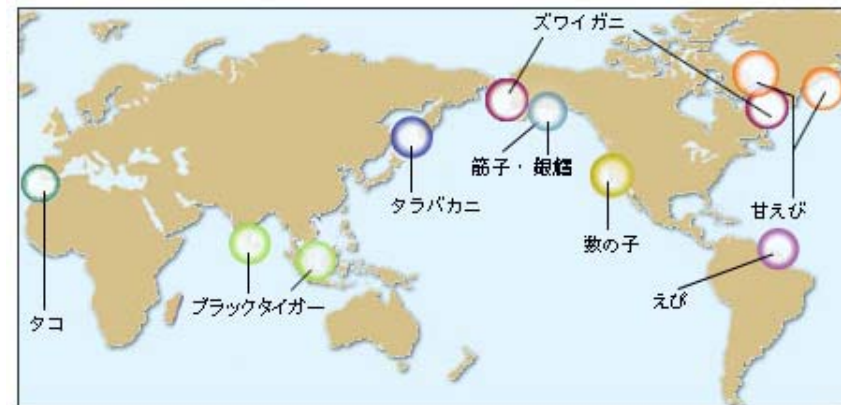 ズワイガニ
筋子・銀鱈
タラバカニ
数の子
甘えび
えび
ブラックタイガー
タコ